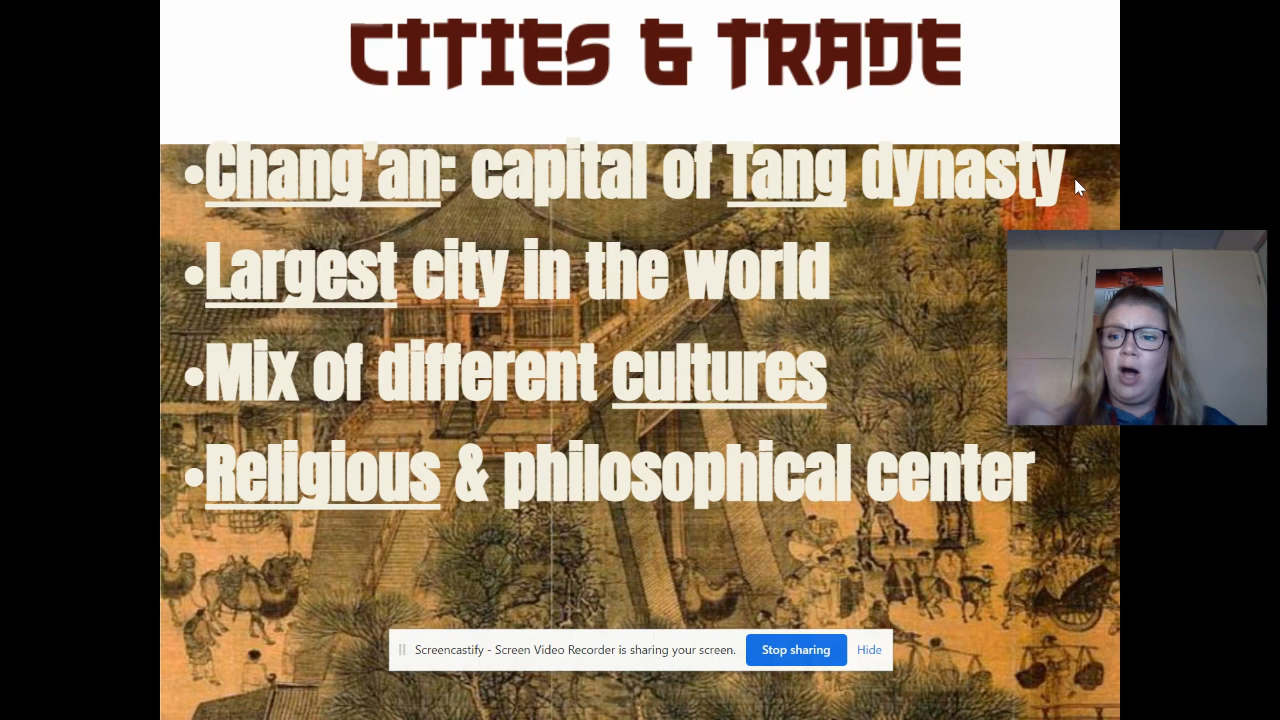 CITIES & TRADE
•Chang’an: capital of Tang dynasty
•Largest city in the world
•Mix of different cultures
•Religious & philosophical center
Screencastify - Screen Video Recorder is sharing your screen. Stop sharing Hide